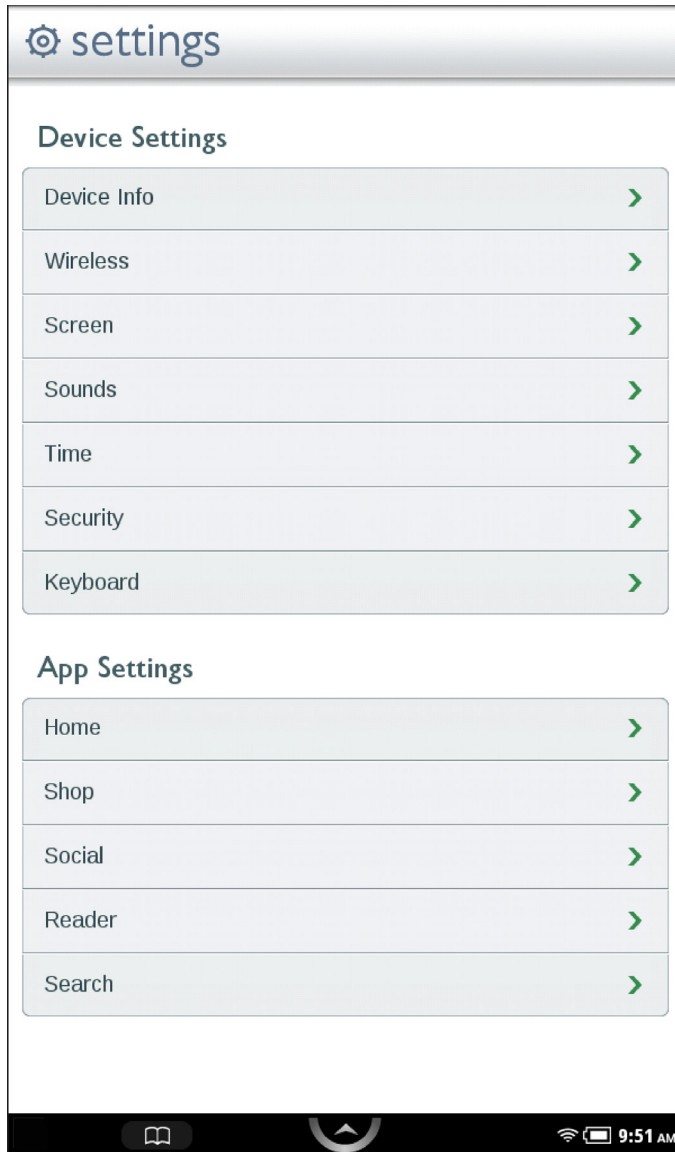 settings
Device Settings
Device Info
Wireless
Screen
Sounds
Time
Security
Keyboard
App Settings
Home
Shop
Social
Reader
Search
9:51 AM